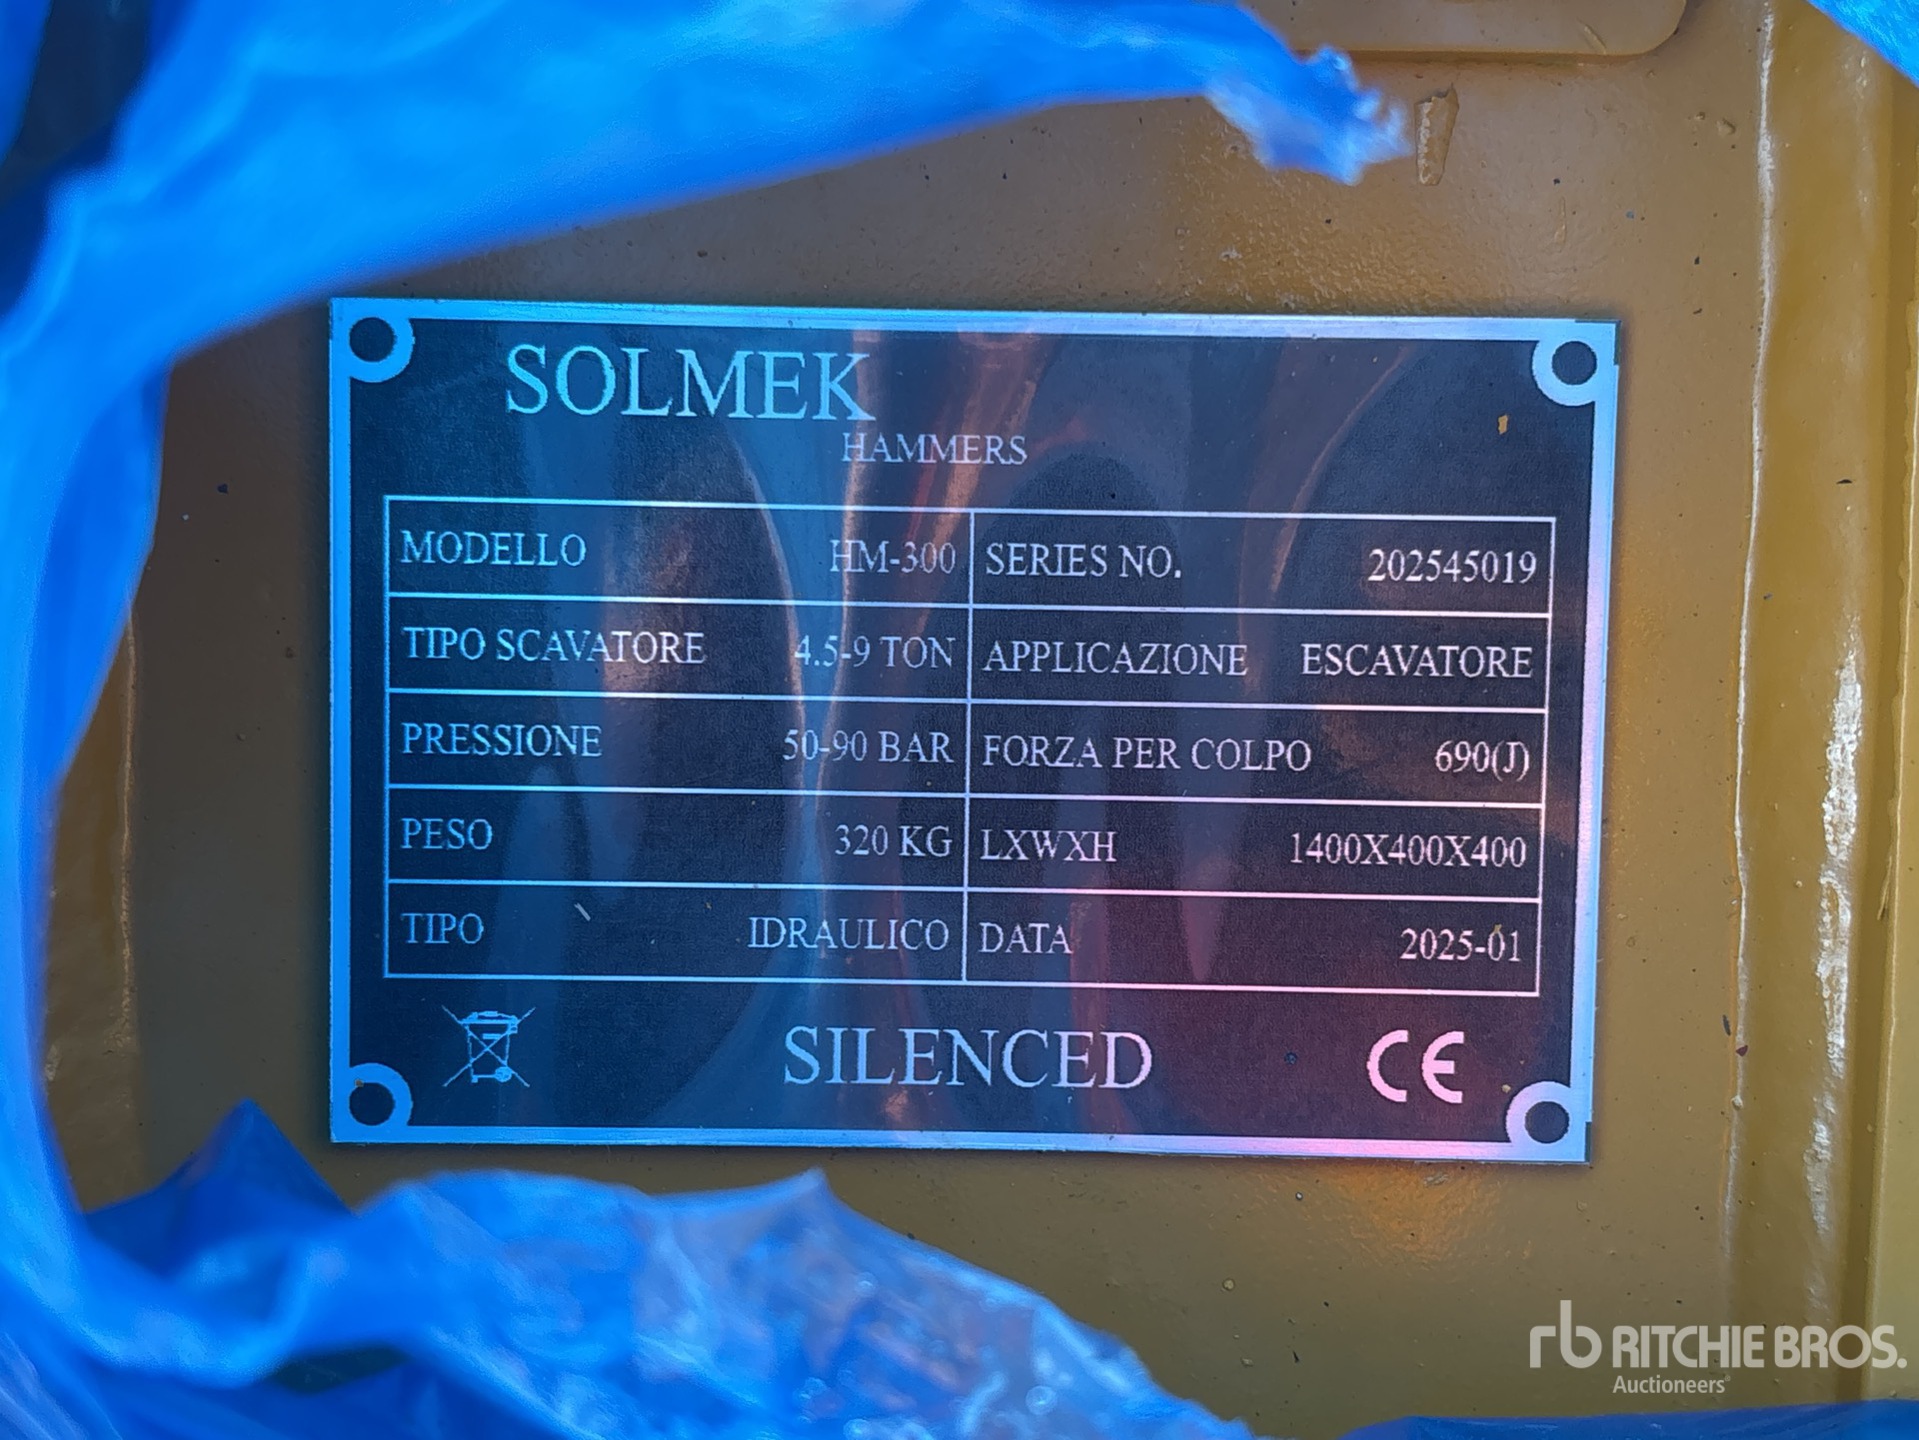 SOLMEK
HAMMERS
MODELLO HM-300 SERIES NO. 202545019
TIPO SCAVATORE 4.5-9 TON APPLICAZIONE ESCAVATORE
PRESSIONE 50-90 BAR FORZA PER COLPO 690(J)
PESO 320 KG LXWXH 1400X400X400
TIPO IDRAULICO DATA 2025-01
SILENCED CE
rb RITCHIE BROS.
Auctioneers